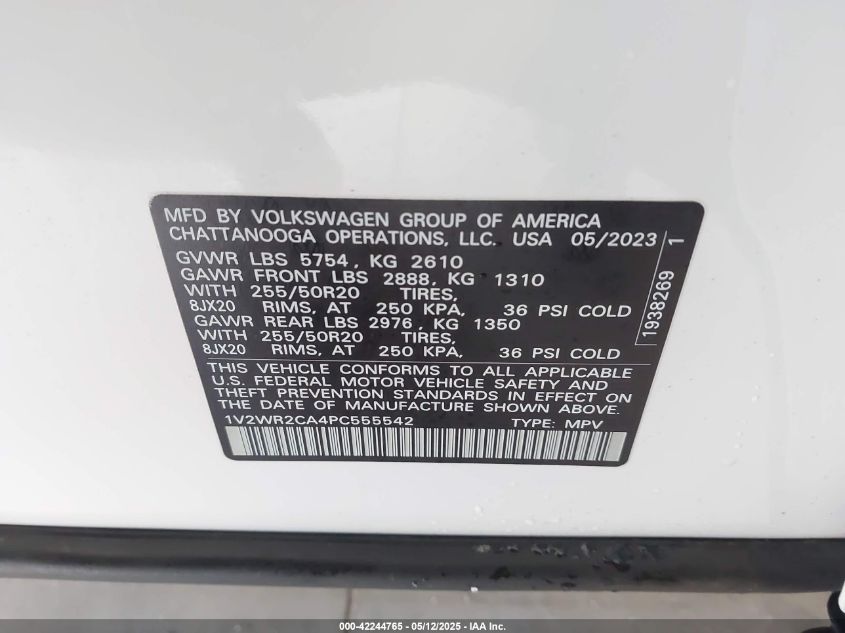 MFD BY VOLKSWAGEN GROUP OF AMERICA
CHATTANOOGA OPERATIONS, LLC. USA 05/2023
GVWR LBS 5754, KG 2610
GAWR FRONT LBS 2888, KG 1310
WITH 255/50R20 TIRES,
8JX20 RIMS, AT 250 KPA, 36 PSI COLD
GAWR REAR LBS 2976, KG 1350
WITH 255/50R20 TIRES,
8JX20 RIMS, AT 250 KPA, 36 PSI COLD
THIS VEHICLE CONFORMS TO ALL APPLICABLE
U.S. FEDERAL MOTOR VEHICLE SAFETY AND
THEFT PREVENTION STANDARDS IN EFFECT ON
THE DATE OF MANUFACTURE SHOWN ABOVE.
1V2WR2CA4PC555542 TYPE: MPV
1938269 1
000-42244765 - 05/12/2025 - IAA Inc.